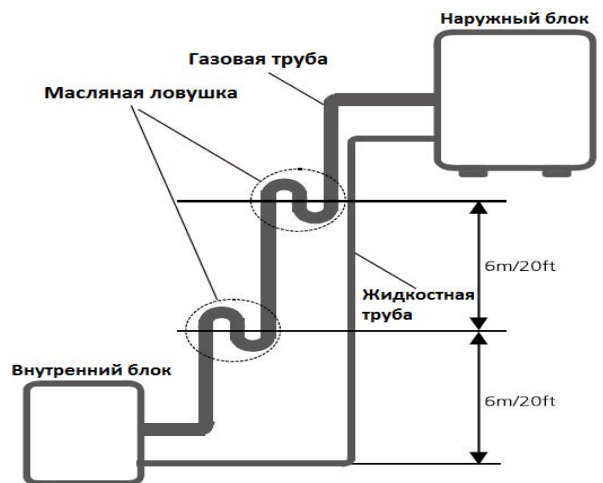 Наружный блок
Газовая труба
Масляная ловушка
6m/20ft
Жидкостная
труба
Внутренний блок
6m/20ft